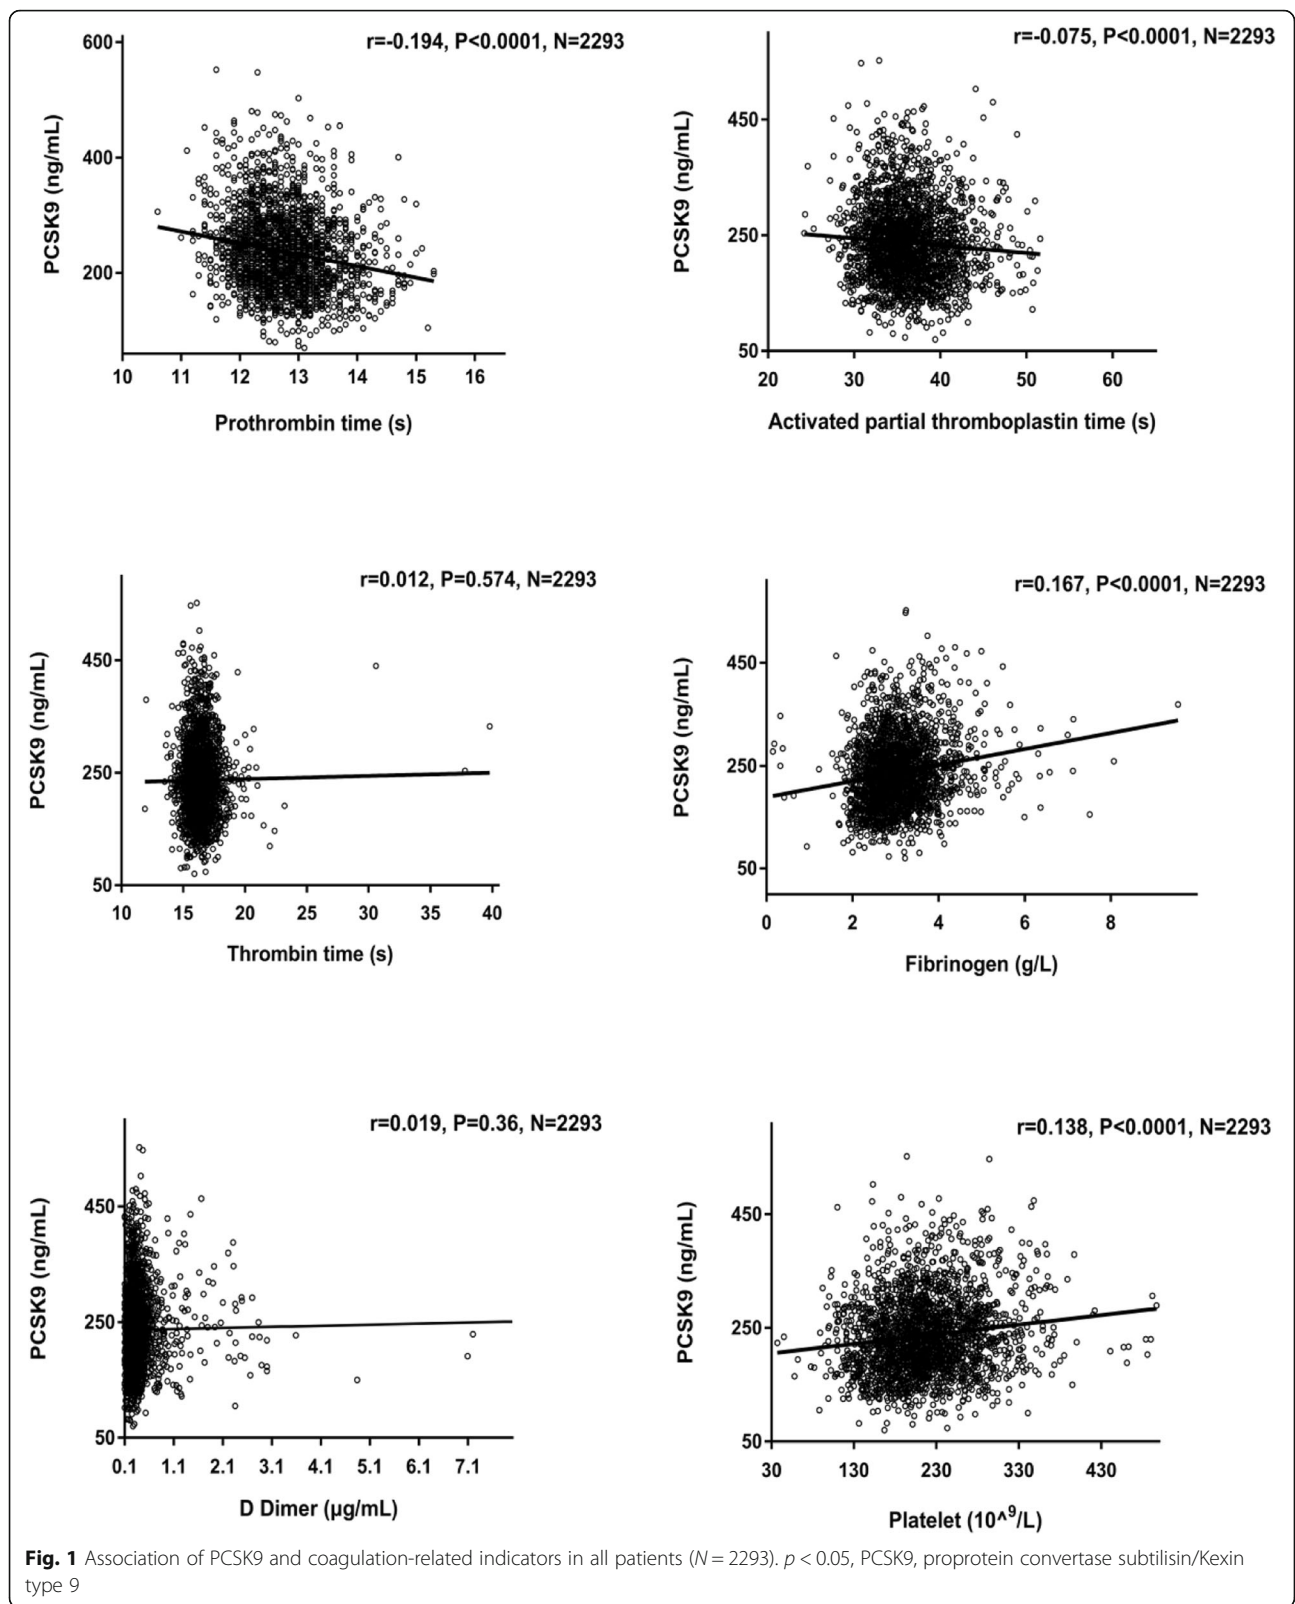 r=-0.194, P<0.0001, N=2293
600
400
200
PCSK9 (ng/mL)
10 11 12 13 14 15 16
Prothrombin time (s)
r=-0.075, P<0.0001, N=2293
450
250
50
PCSK9 (ng/mL)
20 30 40 50 60
Activated partial thromboplastin time (s)
r=0.012, P=0.574, N=2293
450
250
50
PCSK9 (ng/mL)
10 15 20 25 30 35 40
Thrombin time (s)
r=0.167, P<0.0001, N=2293
450
250
50
PCSK9 (ng/mL)
0 2 4 6 8
Fibrinogen (g/L)
r=0.019, P=0.36, N=2293
450
250
50
PCSK9 (ng/mL)
0.1 1.1 2.1 3.1 4.1 5.1 6.1 7.1
D Dimer (µg/mL)
r=0.138, P<0.0001, N=2293
450
250
50
PCSK9 (ng/mL)
30 130 230 330 430
Platelet (10^⁹/L)
Fig. 1 Association of PCSK9 and coagulation-related indicators in all patients (N = 2293). p < 0.05, PCSK9, proprotein convertase subtilisin/Kexin
type 9